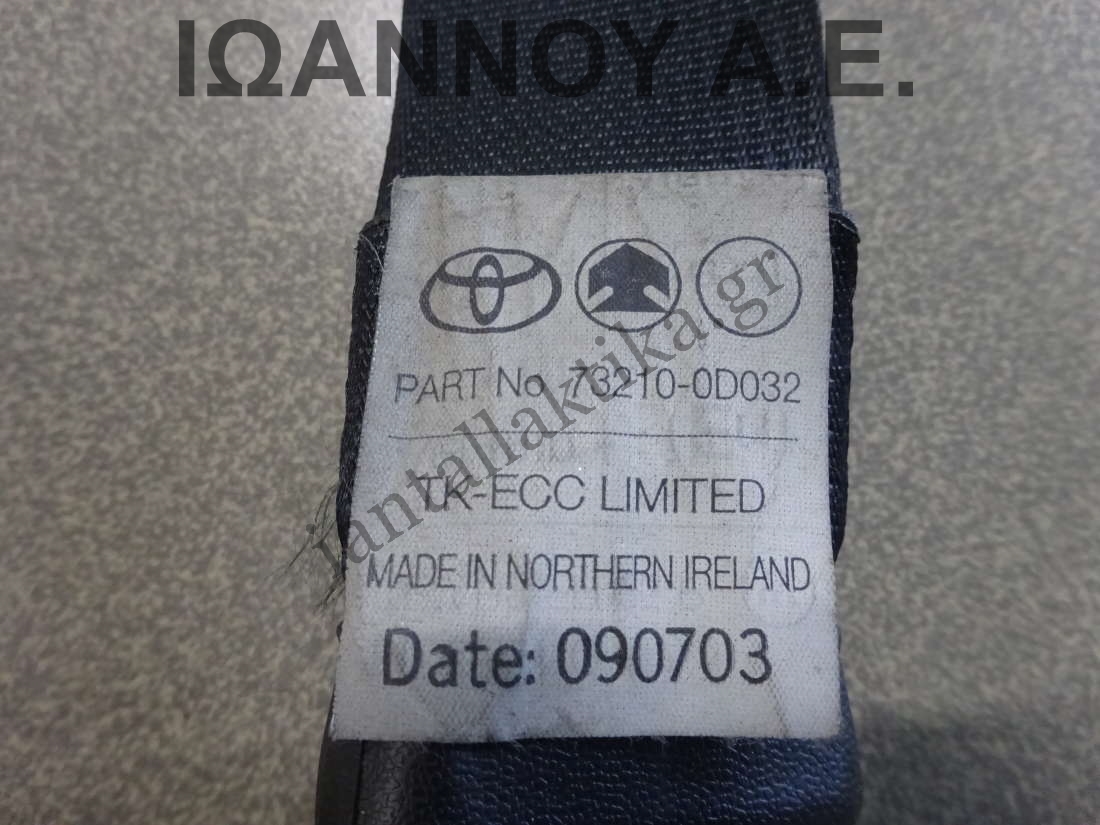 ΙΩΑΝΝΟΥ Α.Ε.
PART No. 73210-0D032
TK-ECC LIMITED
MADE IN NORTHERN IRELAND
Date: 090703
iantallaktika.gr